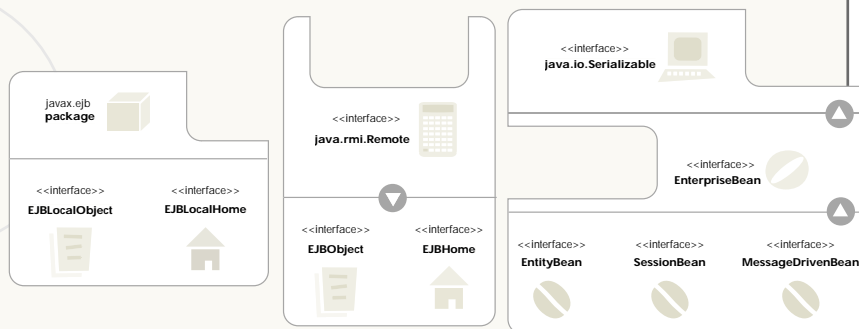 javax.ejb
package
<<interface>>
EJBLocalObject
<<interface>>
EJBLocalHome
<<interface>>
java.rmi.Remote
<<interface>>
EJBObject
<<interface>>
EJBHome
<<interface>>
java.io.Serializable
<<interface>>
EnterpriseBean
<<interface>>
EntityBean
<<interface>>
SessionBean
<<interface>>
MessageDrivenBean